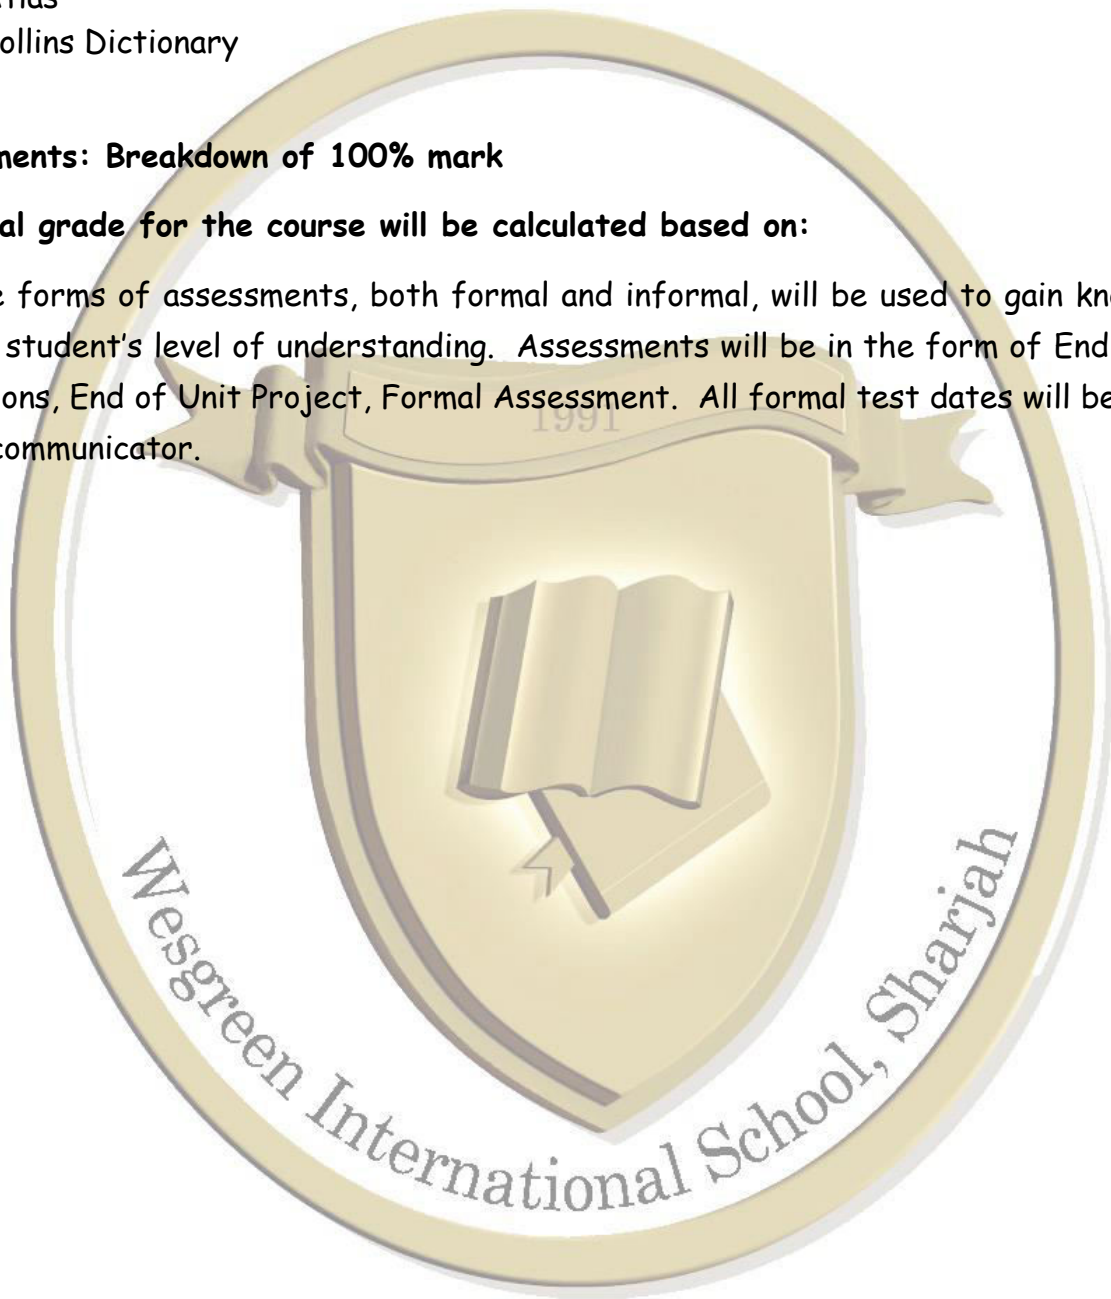 ollins Dictionary
ments: Breakdown of 100% mark
al grade for the course will be calculated based on:
e forms of assessments, both formal and informal, will be used to gain kn
student's level of understanding. Assessments will be in the form of End
ons, End of Unit Project, Formal Assessment. All formal test dates will be
communicator.
1991
Wesgreen International School, Sharjah